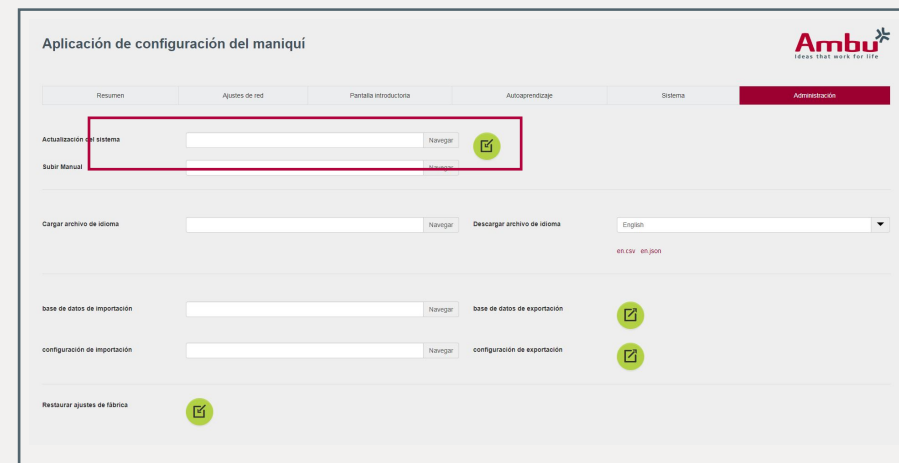 Aplicación de configuración del maniquí
Ambu
Ideas that work for life
Resumen Ajustes de red Pantalla introductoria Autoaprendizaje Sistema Administración
Actualización del sistema Navegar
Subir Manual Navegar
Cargar archivo de idioma Navegar Descargar archivo de idioma English
en.csv en.json
base de datos de importación Navegar base de datos de exportación
configuración de importación Navegar configuración de exportación
Restaurar ajustes de fábrica